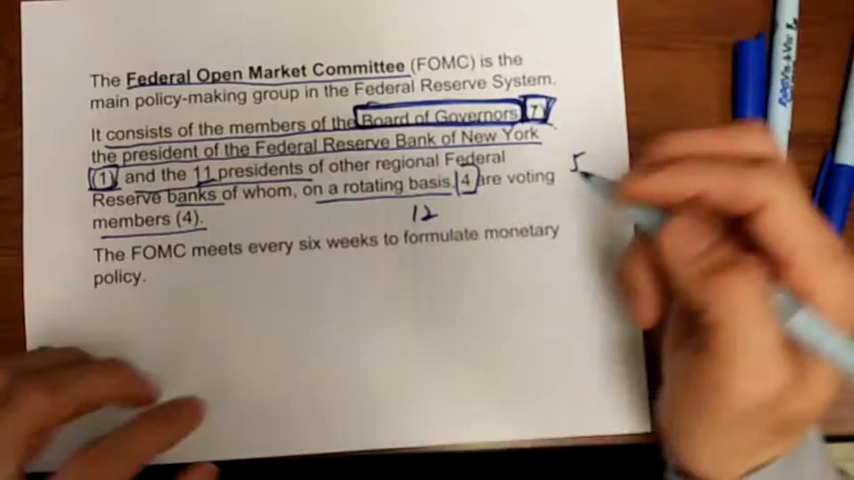 The Federal Open Market Committee (FOMC) is the
main policy-making group in the Federal Reserve System.
It consists of the members of the Board of Governors (7)
the president of the Federal Reserve Bank of New York
(1) and the 11 presidents of other regional Federal
Reserve banks of whom, on a rotating basis, 4 are voting
members (4).
5
12
The FOMC meets every six weeks to formulate monetary
policy.